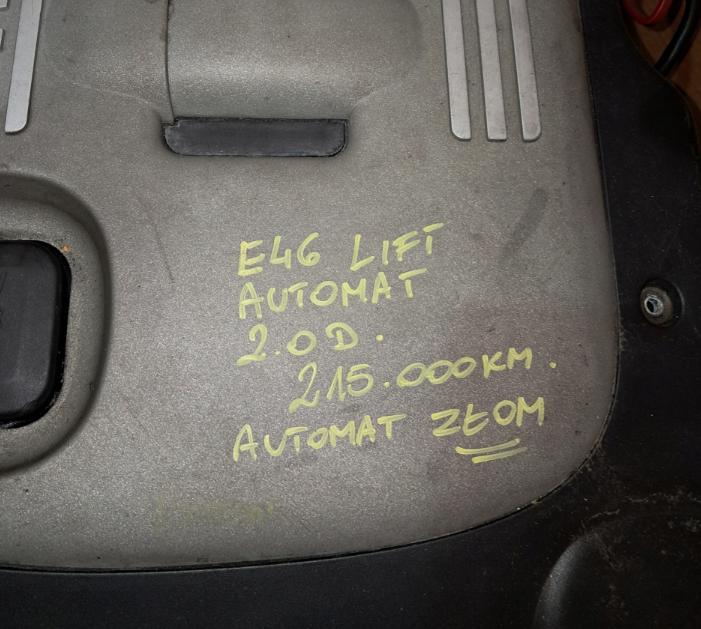 E46 LIFT
AUTOMAT
2.0D.
215.000KM.
AUTOMAT ZŁOM